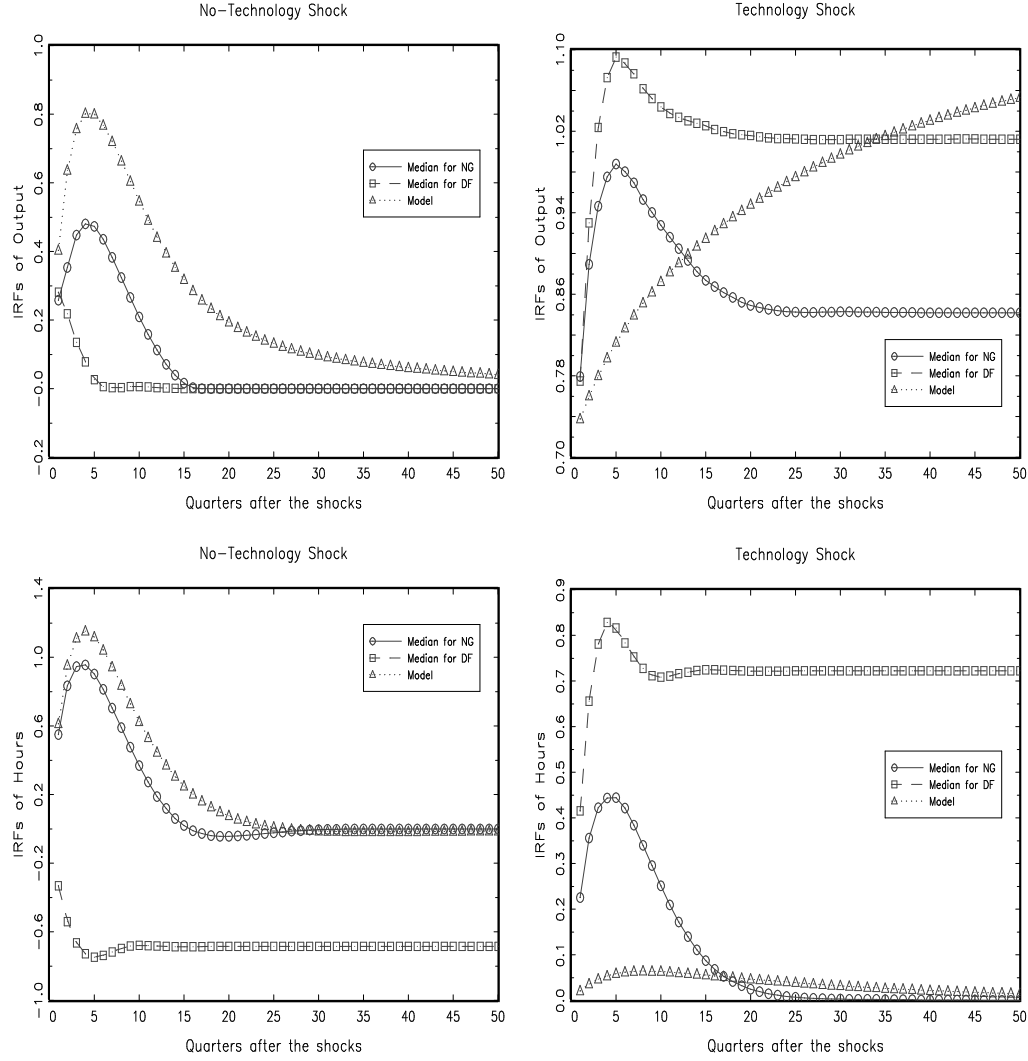 No-Technology Shock
IRFs of Output
1.0
0.8
0.6
0.4
0.2
-0.0
-0.2
Median for NG
Median for DF
Model
0 5 10 15 20 25 30 35 40 45 50
Quarters after the shocks
Technology Shock
IRFs of Output
1.10
1.02
0.94
0.86
0.78
0.70
Median for NG
Median for DF
Model
0 5 10 15 20 25 30 35 40 45 50
Quarters after the shocks
No-Technology Shock
IRFs of Hours
1.4
1.0
0.6
0.2
-0.2
-0.6
-1.0
Median for NG
Median for DF
Model
0 5 10 15 20 25 30 35 40 45 50
Quarters after the shocks
Technology Shock
IRFs of Hours
0.9
0.8
0.7
0.6
0.5
0.4
0.3
0.2
0.1
0.0
Median for NG
Median for DF
Model
0 5 10 15 20 25 30 35 40 45 50
Quarters after the shocks